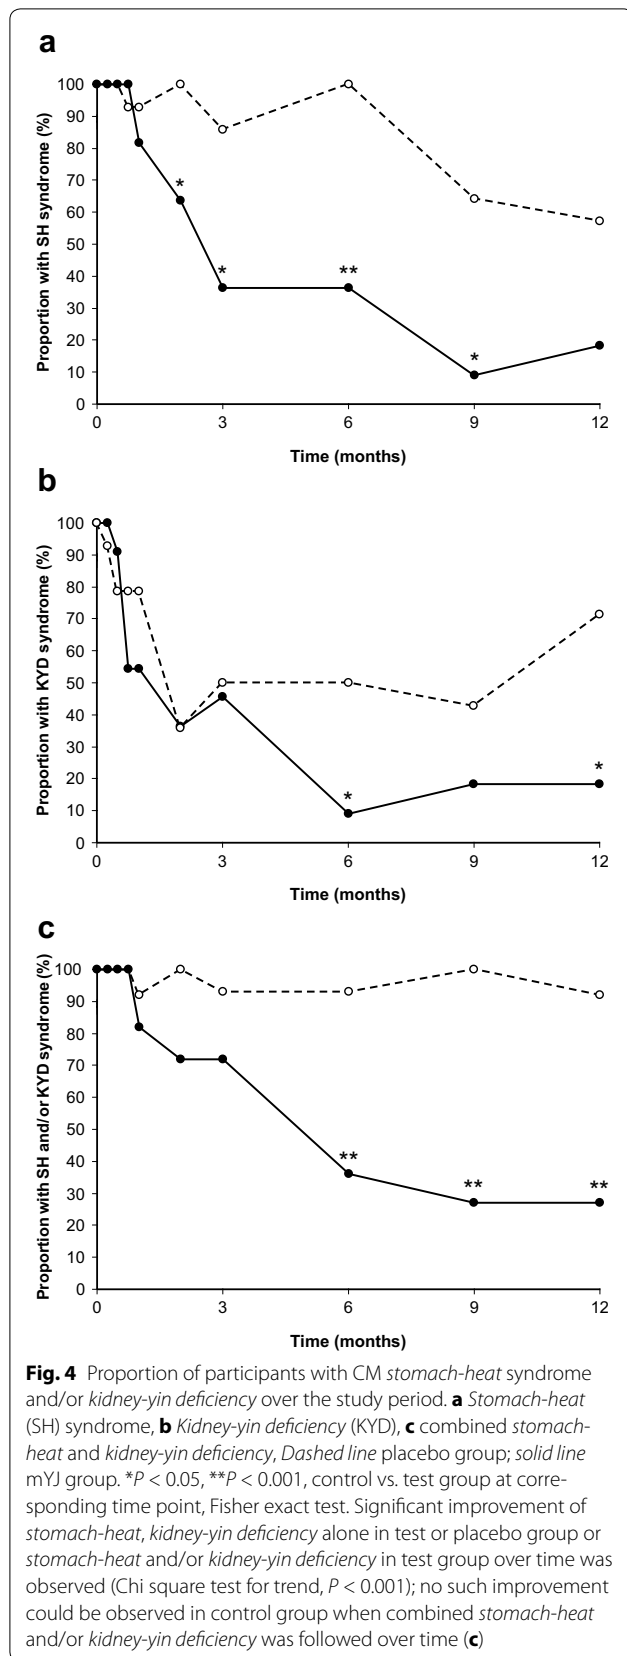 a
Proportion with SH syndrome (%)
100
90
80
70
60
50
40
30
20
10
0
*
*
**
*
0 3 6 9 12
Time (months)
b
Proportion with KYD syndrome (%)
100
90
80
70
60
50
40
30
20
10
0
*
*
0 3 6 9 12
Time (months)
c
Proportion with SH and/or KYD syndrome (%)
100
90
80
70
60
50
40
30
20
10
0
**
**
**
0 3 6 9 12
Time (months)
Fig. 4 Proportion of participants with CM stomach-heat syndrome
and/or kidney-yin deficiency over the study period. a Stomach-heat
(SH) syndrome, b Kidney-yin deficiency (KYD), c combined stomach-
heat and kidney-yin deficiency, Dashed line placebo group; solid line
mYJ group. *P < 0.05, **P < 0.001, control vs. test group at corre-
sponding time point, Fisher exact test. Significant improvement of
stomach-heat, kidney-yin deficiency alone in test or placebo group or
stomach-heat and/or kidney-yin deficiency in test group over time was
observed (Chi square test for trend, P < 0.001); no such improvement
could be observed in control group when combined stomach-heat
and/or kidney-yin deficiency was followed over time (c)